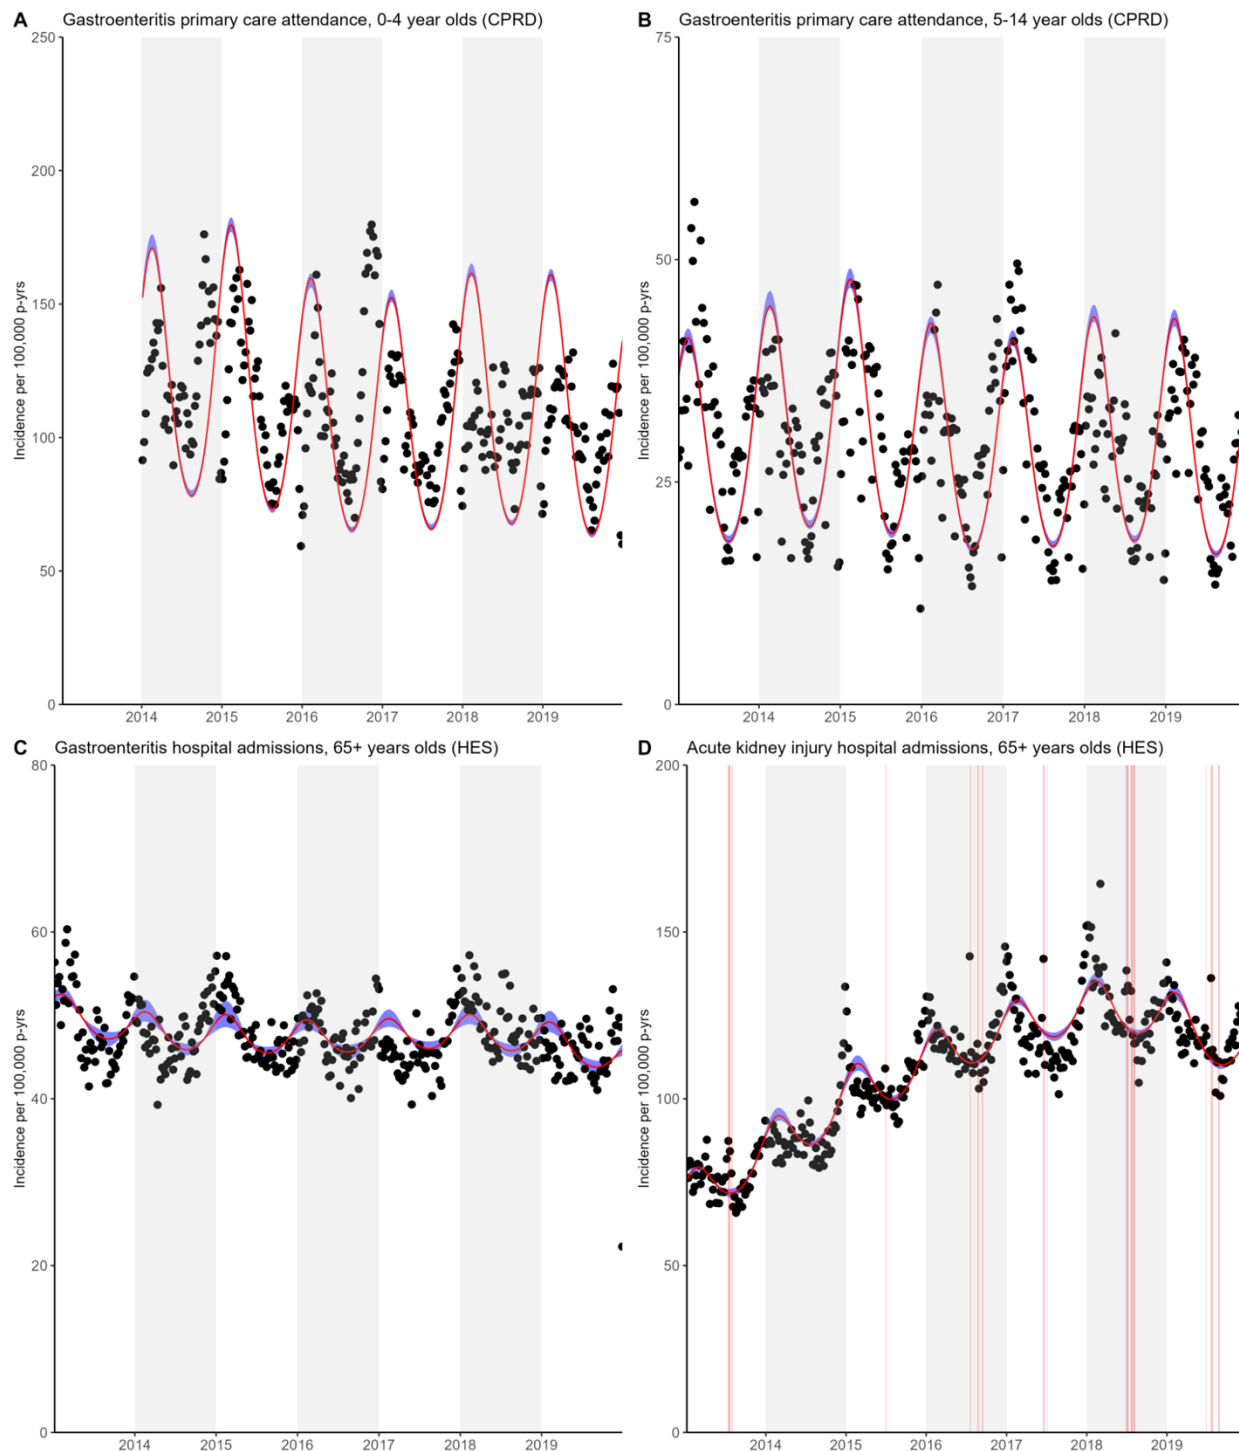 A Gastroenteritis primary care attendance, 0-4 year olds (CPRD)
250
200
150
100
50
0
Incidence per 100,000 p-yrs
2014 2015 2016 2017 2018 2019
B Gastroenteritis primary care attendance, 5-14 year olds (CPRD)
75
50
25
0
Incidence per 100,000 p-yrs
2014 2015 2016 2017 2018 2019
C Gastroenteritis hospital admissions, 65+ years olds (HES)
80
60
40
20
0
Incidence per 100,000 p-yrs
2014 2015 2016 2017 2018 2019
D Acute kidney injury hospital admissions, 65+ years olds (HES)
200
150
100
50
0
Incidence per 100,000 p-yrs
2014 2015 2016 2017 2018 2019